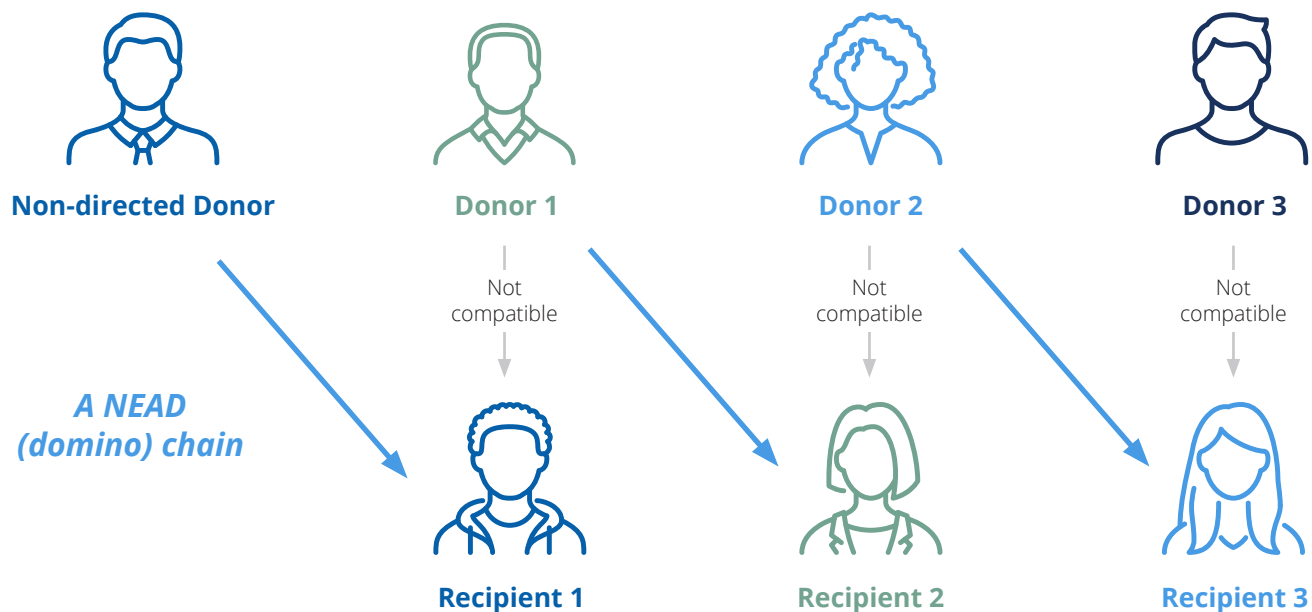 Non-directed Donor
Donor 1
Donor 2
Donor 3
Not
compatible
Not
compatible
Not
compatible
A NEAD
(domino) chain
Recipient 1
Recipient 2
Recipient 3